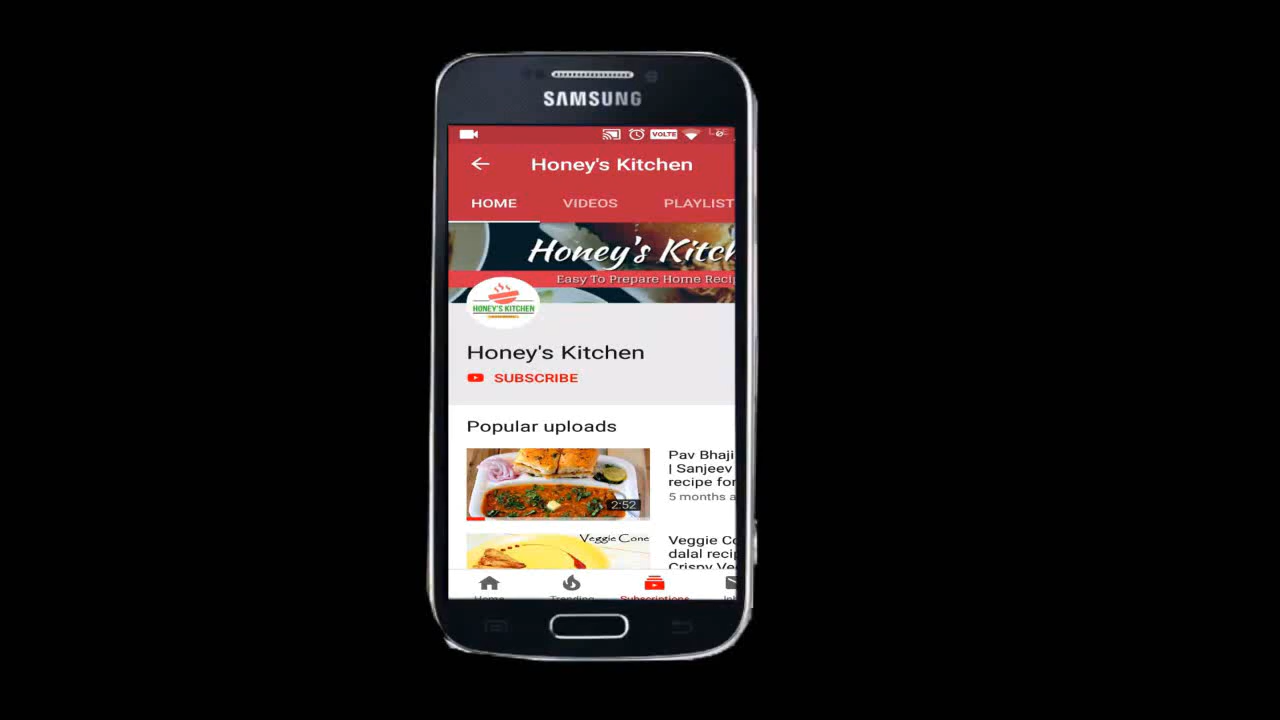 SAMSUNG
VOLTE
Honey's Kitchen
HOME VIDEOS PLAYLIST
Honey's Kitch
Easy To Prepare Home Recip
HONEY'S KITCHEN
Honey's Kitchen
SUBSCRIBE
Popular uploads
Pav Bhaji
| Sanjeev
recipe for
5 months a
2:52
Veggie Cone
Veggie Co
dalal recip
Crispy Ve
Home Trending Subscriptions Inb